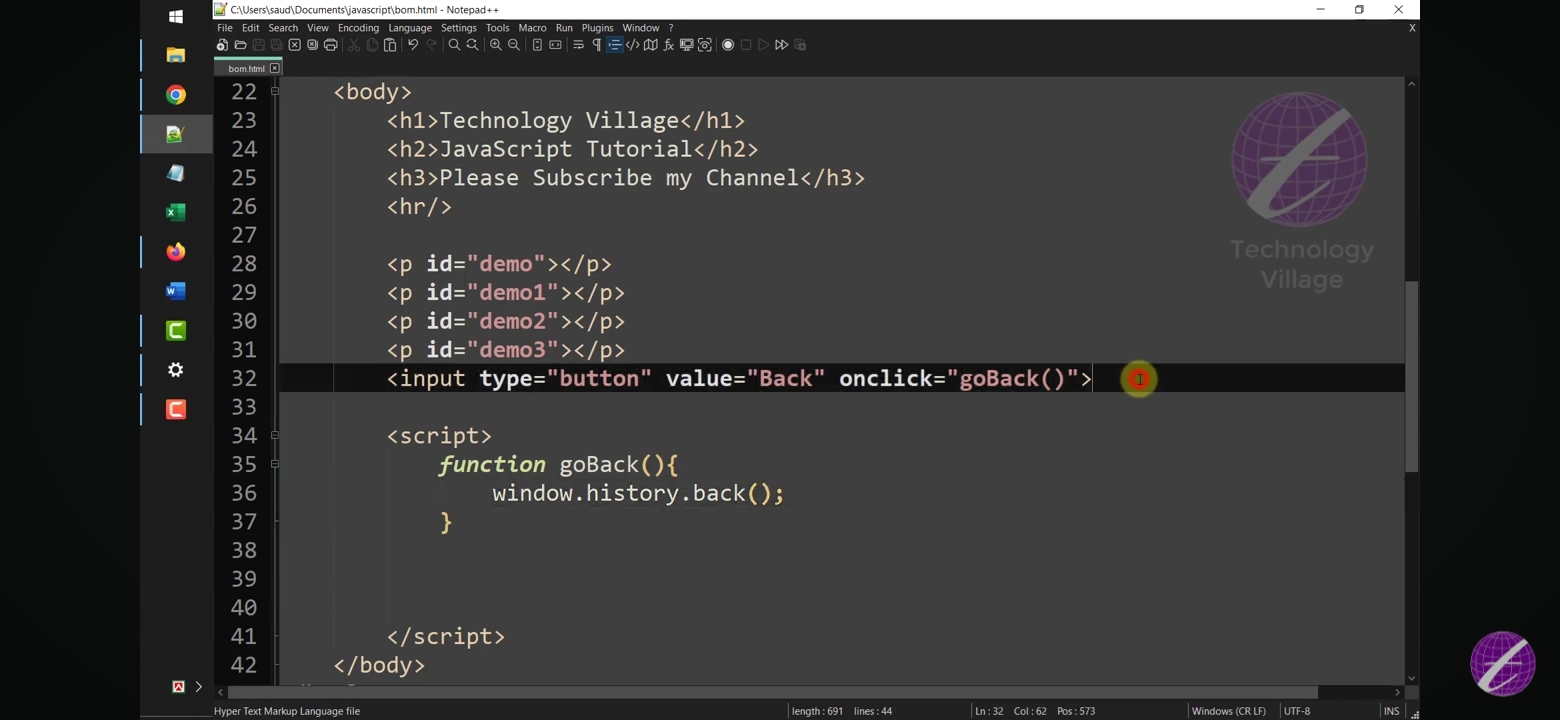 C:\Users\saud\Documents\javascript\bom.html - Notepad++
File Edit Search View Encoding Language Settings Tools Macro Run Plugins Window ? X
bom.html
22 <body>
23 <h1>Technology Village</h1>
24 <h2>JavaScript Tutorial</h2>
25 <h3>Please Subscribe my Channel</h3>
26 <hr/>
27
28 <p id="demo"></p>
29 <p id="demo1"></p>
30 <p id="demo2"></p>
31 <p id="demo3"></p>
32 <input type="button" value="Back" onclick="goBack()">
33
34 <script>
35 function goBack(){
36 window.history.back();
37 }
38
39
40
41 </script>
42 </body>
Technology
Village
Hyper Text Markup Language file length : 691 lines : 44 Ln : 32 Col : 62 Pos : 573 Windows (CR LF) UTF-8 INS